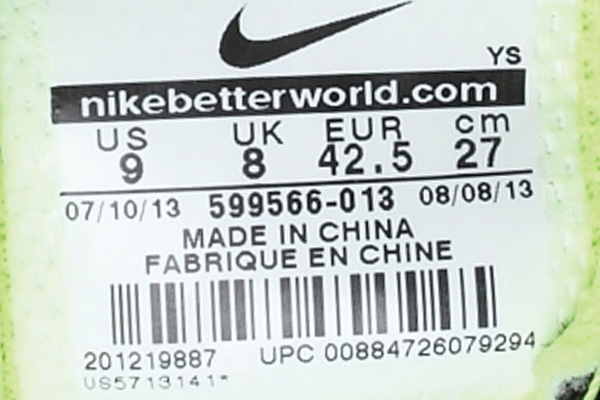 YS
nikebetterworld.com
US UK EUR cm
9 8 42.5 27
07/10/13 599566-013 08/08/13
MADE IN CHINA
FABRIQUE EN CHINE
201219887 UPC 00884726079294
US5713141*